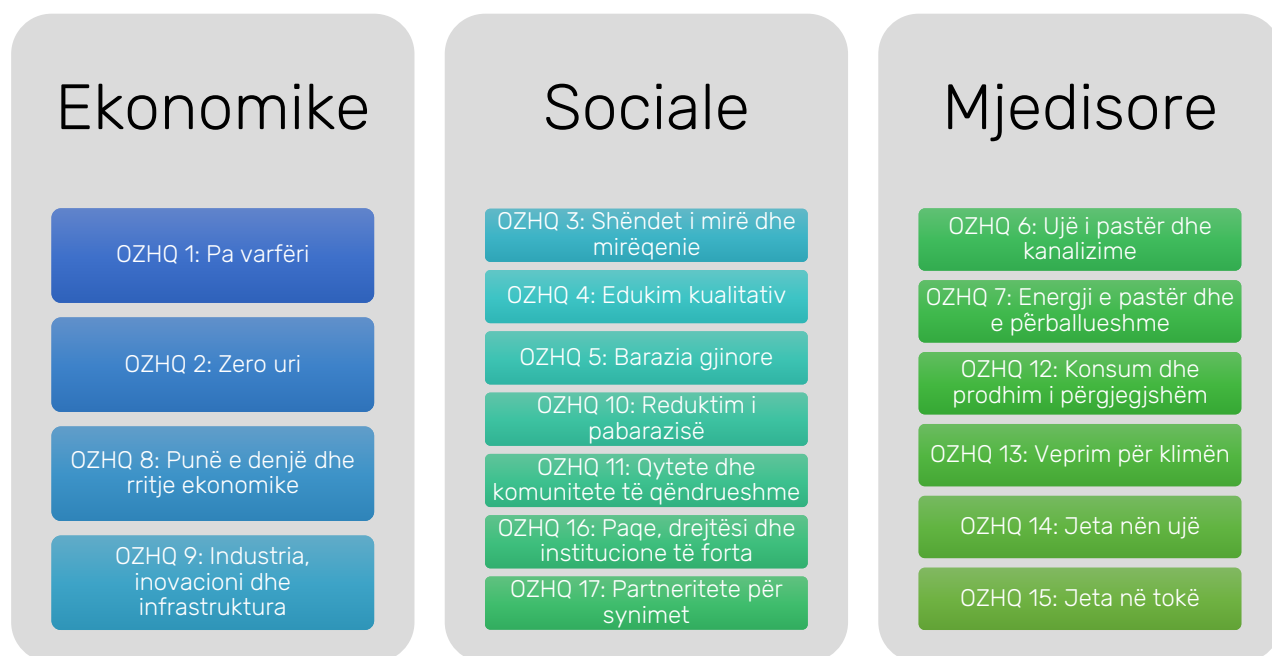 Ekonomike
OZHQ 1: Pa varfëri
OZHQ 2: Zero uri
OZHQ 8: Punë e denjë dhe
rritje ekonomike
OZHQ 9: Industria,
inovacioni dhe
infrastruktura
Sociale
OZHQ 3: Shëndet i mirë dhe
mirëqenie
OZHQ 4: Edukim kualitativ
OZHQ 5: Barazia gjinore
OZHQ 10: Reduktim i
pabarazisë
OZHQ 11: Qytete dhe
komunitete të qëndrueshme
OZHQ 16: Paqe, drejtësi dhe
institucione të forta
OZHQ 17: Partneritete për
synimet
Mjedisore
OZHQ 6: Ujë i pastër dhe
kanalizime
OZHQ 7: Energji e pastër dhe
e përballueshme
OZHQ 12: Konsum dhe
prodhim i përgjegjshëm
OZHQ 13: Veprim për klimën
OZHQ 14: Jeta nën ujë
OZHQ 15: Jeta në tokë